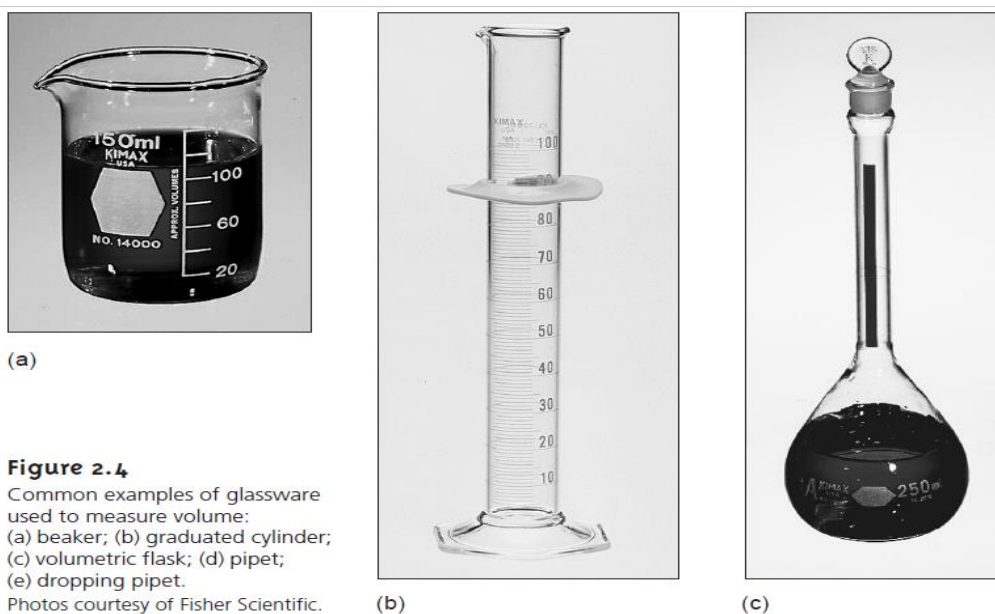 150ml
KIMAX
USA
APPROX. VOLUMES
100
60
20
NO. 14000
(a)
Figure 2.4
Common examples of glassware
used to measure volume:
(a) beaker; (b) graduated cylinder;
(c) volumetric flask; (d) pipet;
(e) dropping pipet.
Photos courtesy of Fisher Scientific.
KIMAX
USA
100
80
70
60
50
40
30
20
10
(b)
K
A KIMAX 250 ml
(c)